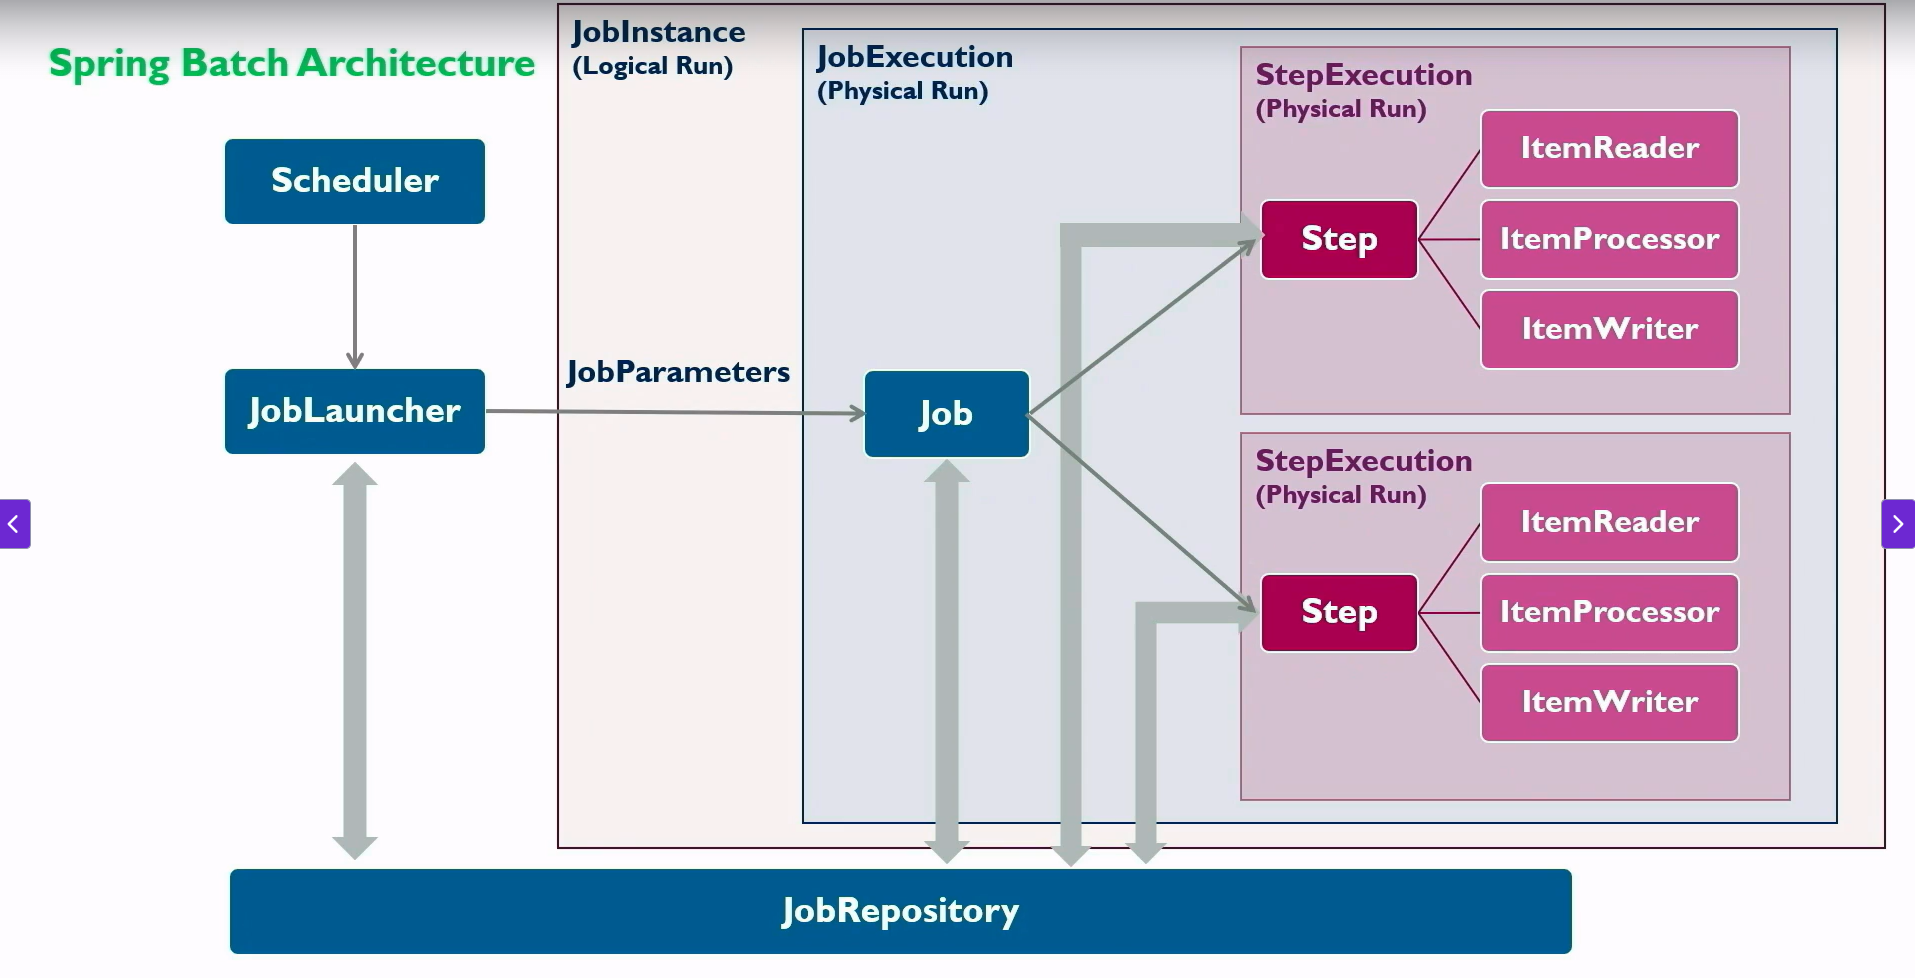 Spring Batch Architecture
JobInstance
(Logical Run)
JobExecution
(Physical Run)
StepExecution
(Physical Run)
ItemReader
Scheduler
Step
ItemProcessor
ItemWriter
JobParameters
JobLauncher
Job
StepExecution
(Physical Run)
ItemReader
Step
ItemProcessor
ItemWriter
JobRepository